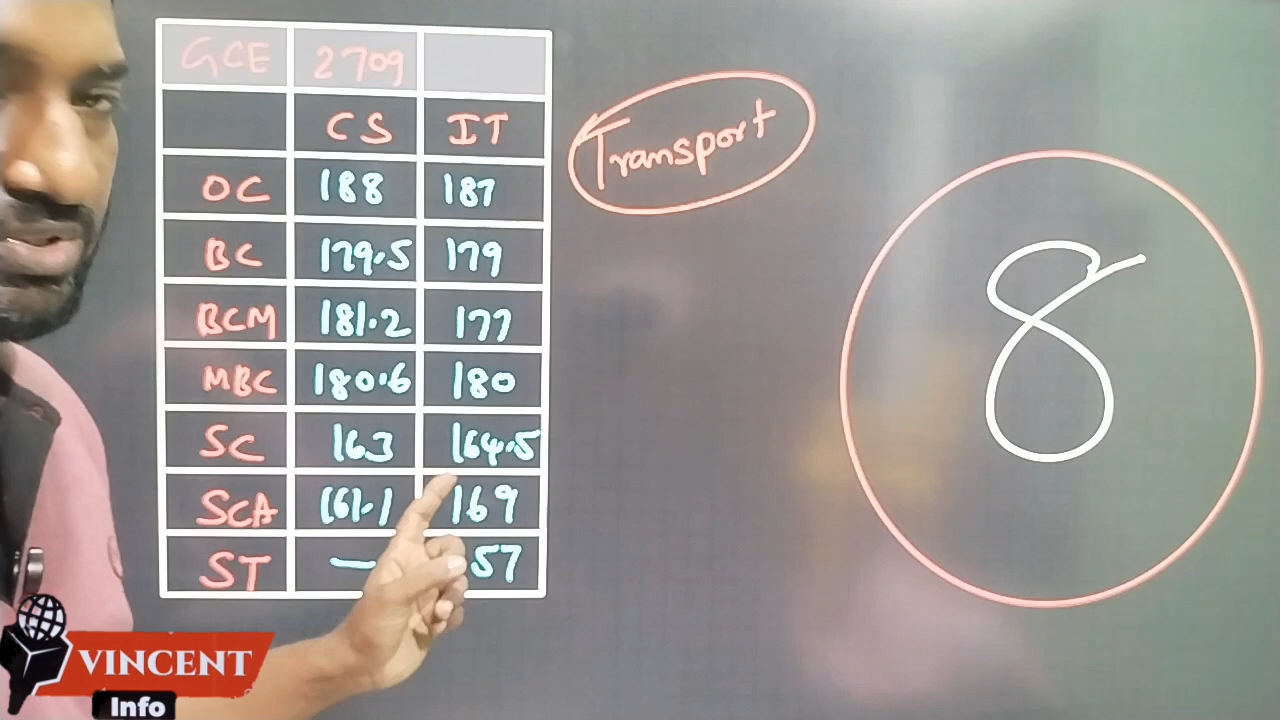 GCE 2709
CS IT
OC 188 187
BC 179.5 179
BCM 181.2 177
MBC 180.6 180
SC 163 164.5
SCA 161.1 169
ST — 57
Transport
8
VINCENT
Info